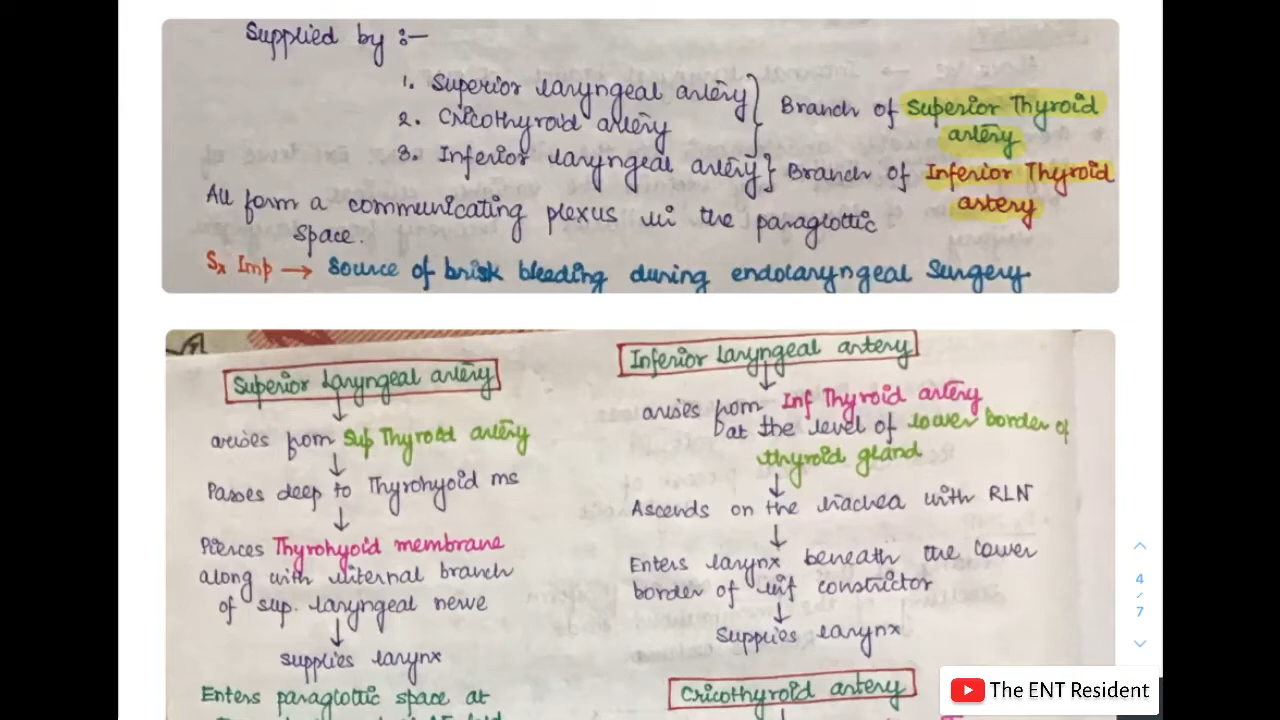 Supplied by :-
1. Superior laryngeal artery
2. Cricothyroid artery
Branch of Superior Thyroid
artery
3. Inferior laryngeal artery
Branch of Inferior Thyroid
artery
All form a communicating plexus in the paraglottic
space.
Sx Imp → Source of brisk bleeding during endolaryngeal Surgery.
Superior laryngeal artery
↓
arises from Sup Thyroid artery
↓
Passes deep to Thyrohyoid ms
↓
Pierces Thyrohyoid membrane
along with internal branch
of sup. laryngeal nerve
↓
supplies larynx
Enters paraglottic space at
Inferior laryngeal artery
↓
arises from Inf Thyroid artery
at the level of lower border of
thyroid gland
↓
Ascends on the trachea with RLN
↓
Enters larynx beneath the lower
border of inf constrictor
↓
Supplies larynx
Cricothyroid artery
4
/
7
The ENT Resident